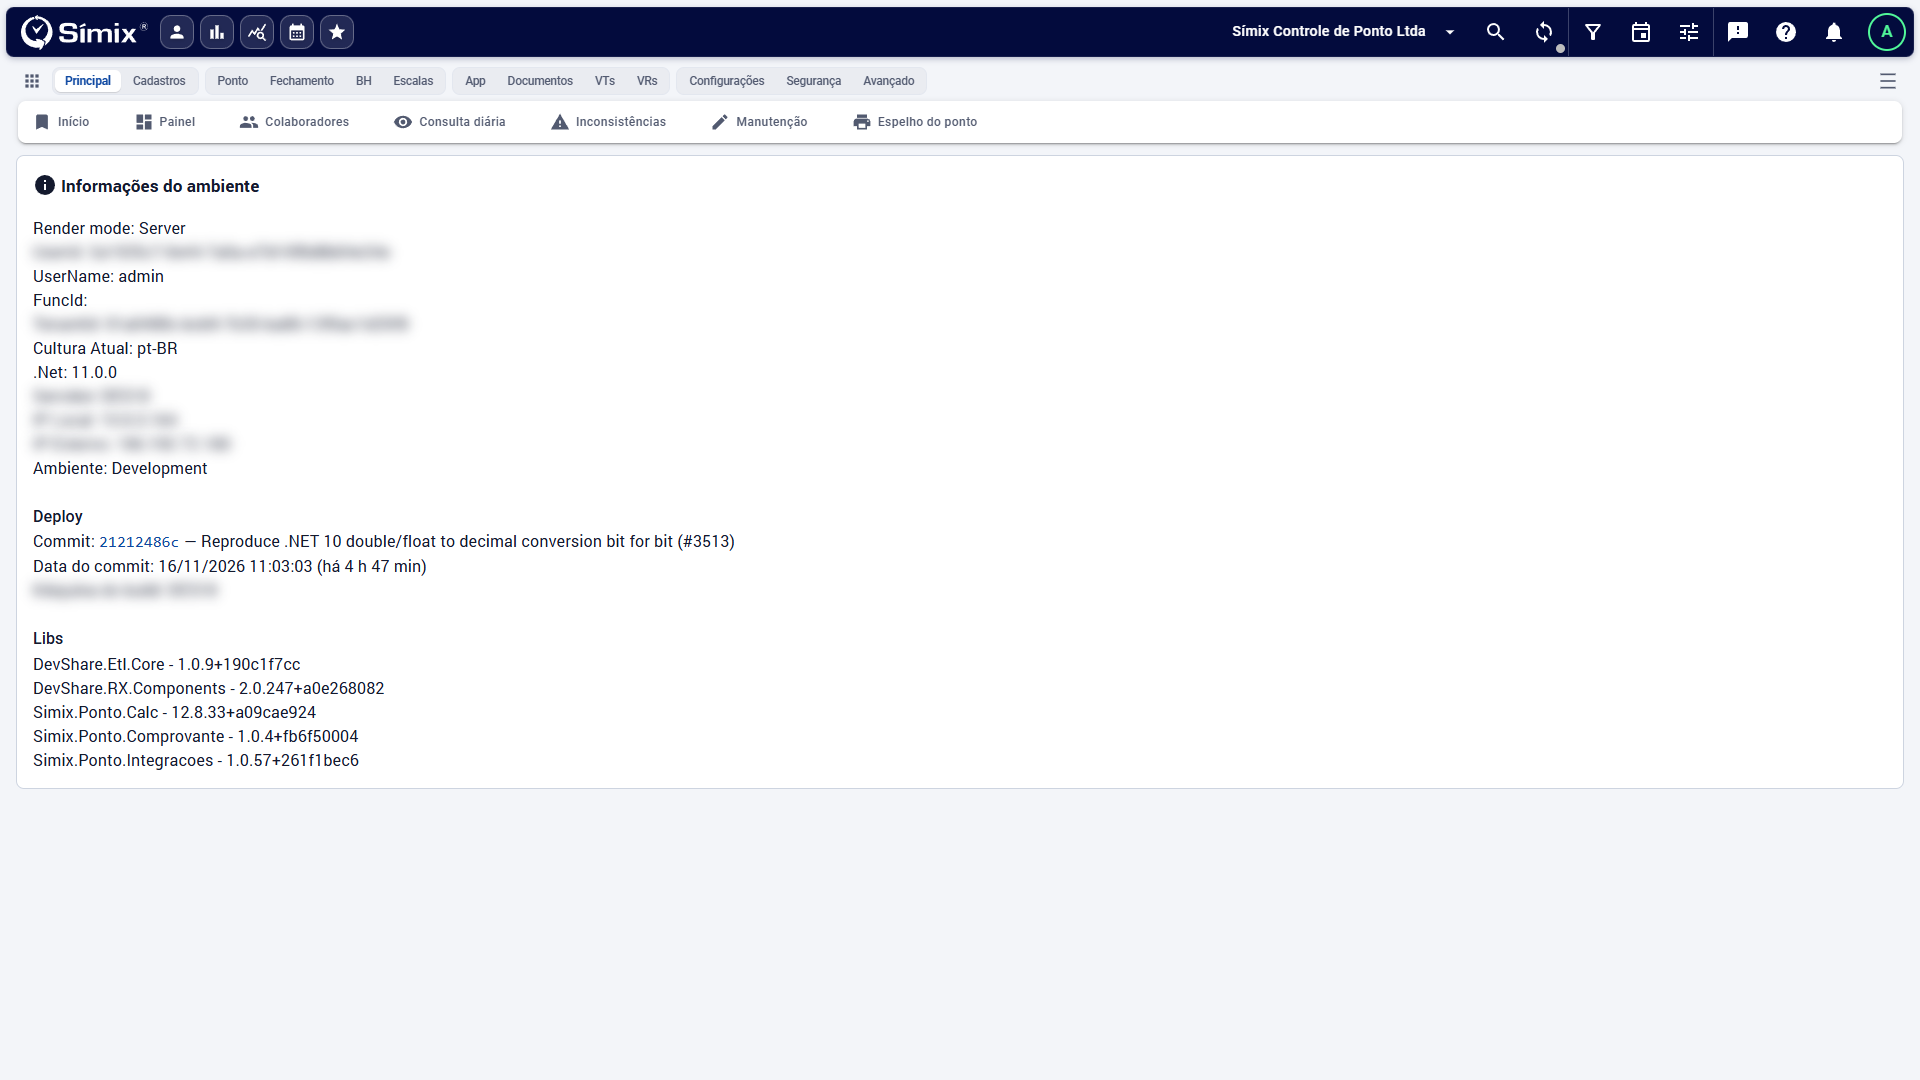 Símix®
Símix Controle de Ponto Ltda
A
Principal Cadastros Ponto Fechamento BH Escalas App Documentos VTs VRs Configurações Segurança Avançado
Início Painel Colaboradores Consulta diária Inconsistências Manutenção Espelho do ponto
Informações do ambiente
Render mode: Server
UserName: admin
FuncId:
Cultura Atual: pt-BR
.Net: 11.0.0
Ambiente: Development
Deploy
Commit: 21212486c — Reproduce .NET 10 double/float to decimal conversion bit for bit (#3513)
Data do commit: 16/11/2026 11:03:03 (há 4 h 47 min)
Libs
DevShare.Etl.Core - 1.0.9+190c1f7cc
DevShare.RX.Components - 2.0.247+a0e268082
Simix.Ponto.Calc - 12.8.33+a09cae924
Simix.Ponto.Comprovante - 1.0.4+fb6f50004
Simix.Ponto.Integracoes - 1.0.57+261f1bec6